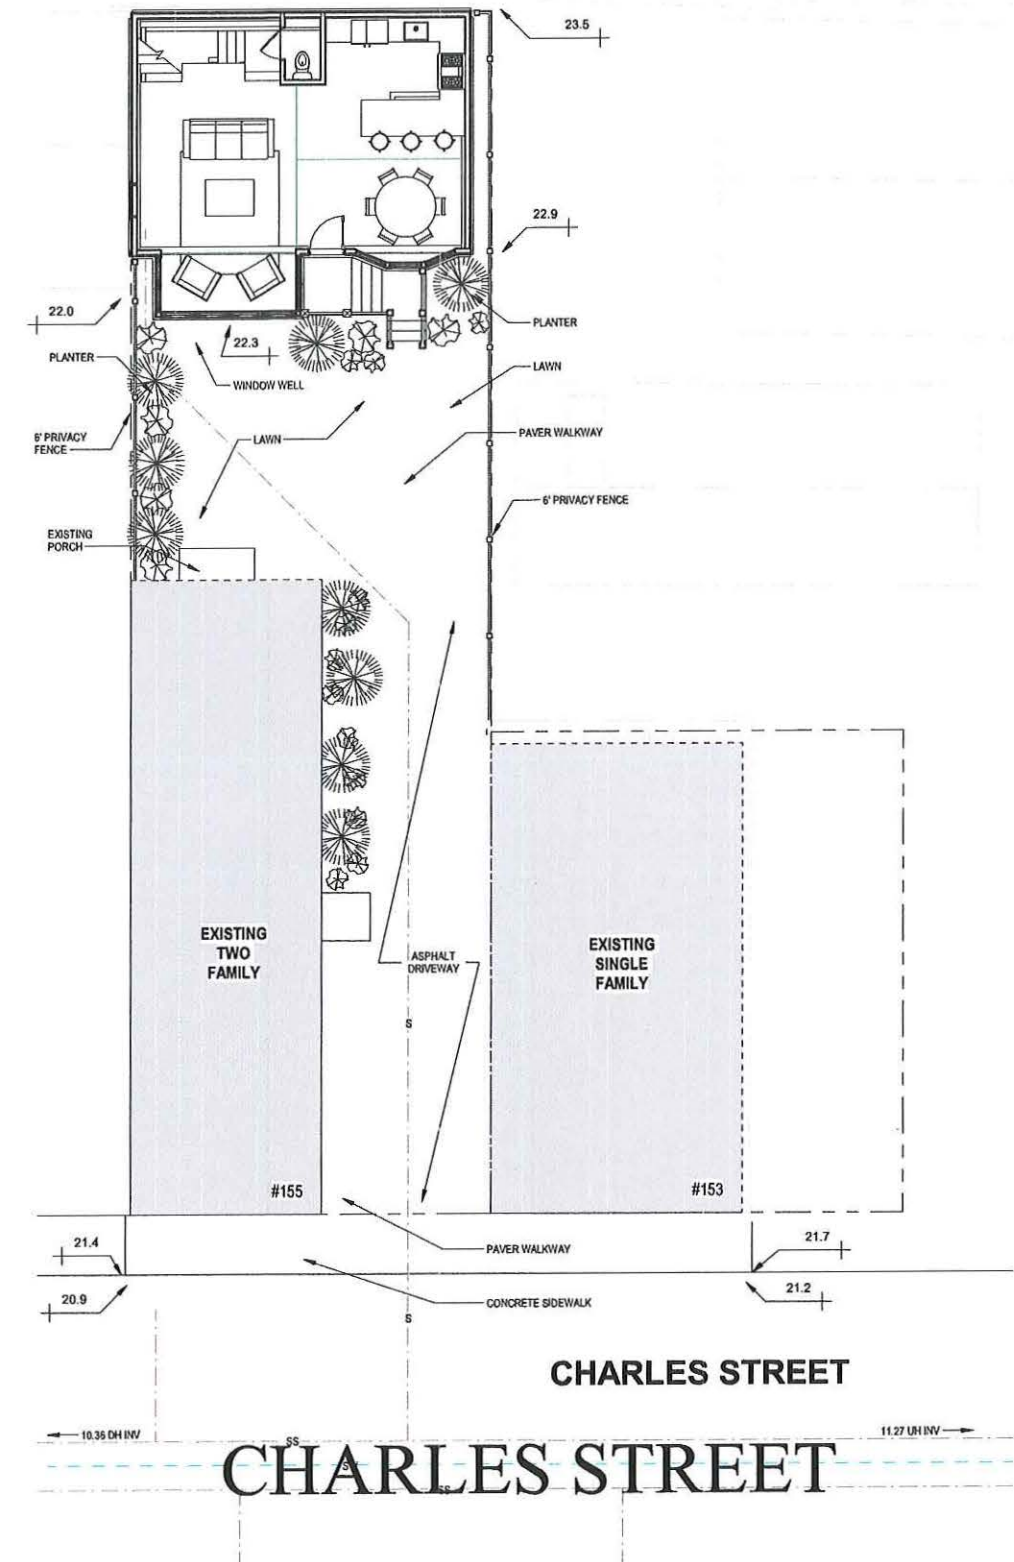 23.5
22.9
22.0
PLANTER
22.3
PLANTER
LAWN
WINDOW WELL
PAVER WALKWAY
LAWN
6' PRIVACY
FENCE
6' PRIVACY FENCE
EXISTING
PORCH
EXISTING
TWO
FAMILY
EXISTING
SINGLE
FAMILY
ASPHALT
DRIVEWAY
S
#155
#153
21.4
21.7
PAVER WALKWAY
20.9
21.2
CONCRETE SIDEWALK
S
CHARLES STREET
10.36 DH INV
11.27 UH INV
SS
CHARLES STREET
S
SS